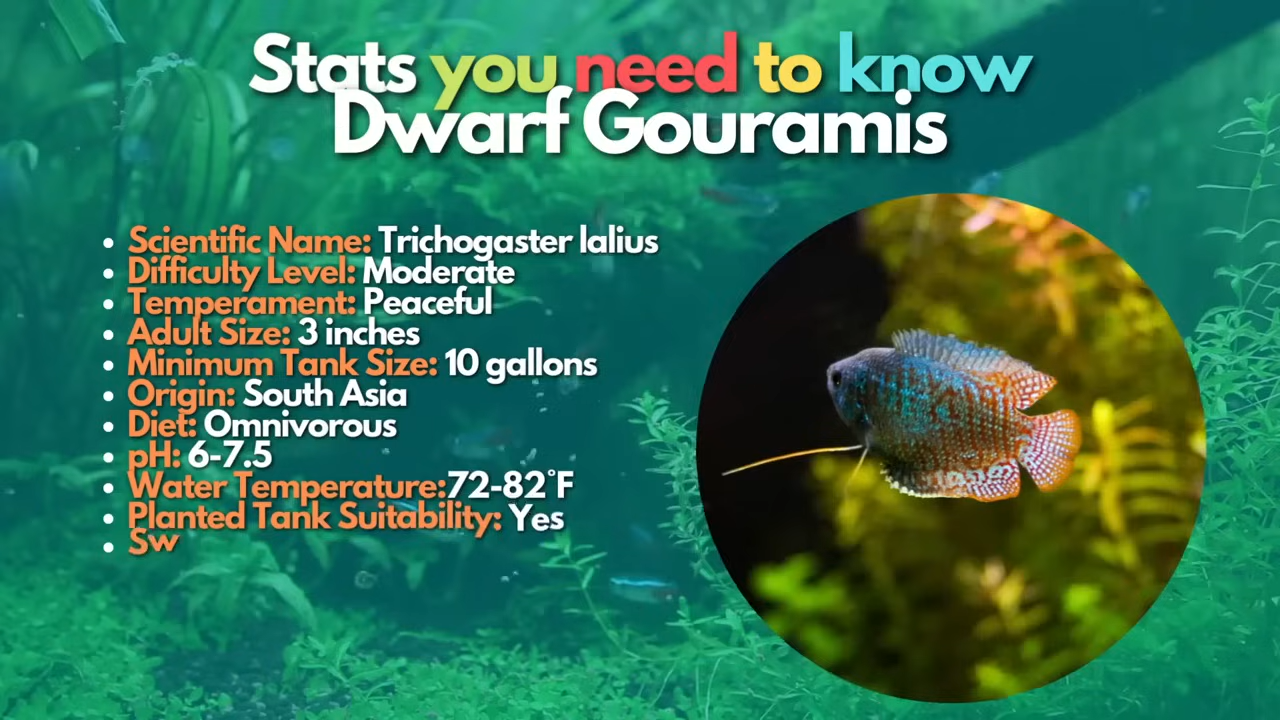 Stats you need to know
Dwarf Gouramis
Scientific Name: Trichogaster lalius
Difficulty Level: Moderate
Temperament: Peaceful
Adult Size: 3 inches
Minimum Tank Size: 10 gallons
Origin: South Asia
Diet: Omnivorous
pH: 6-7.5
Water Temperature:72-82°F
Planted Tank Suitability: Yes
Sw